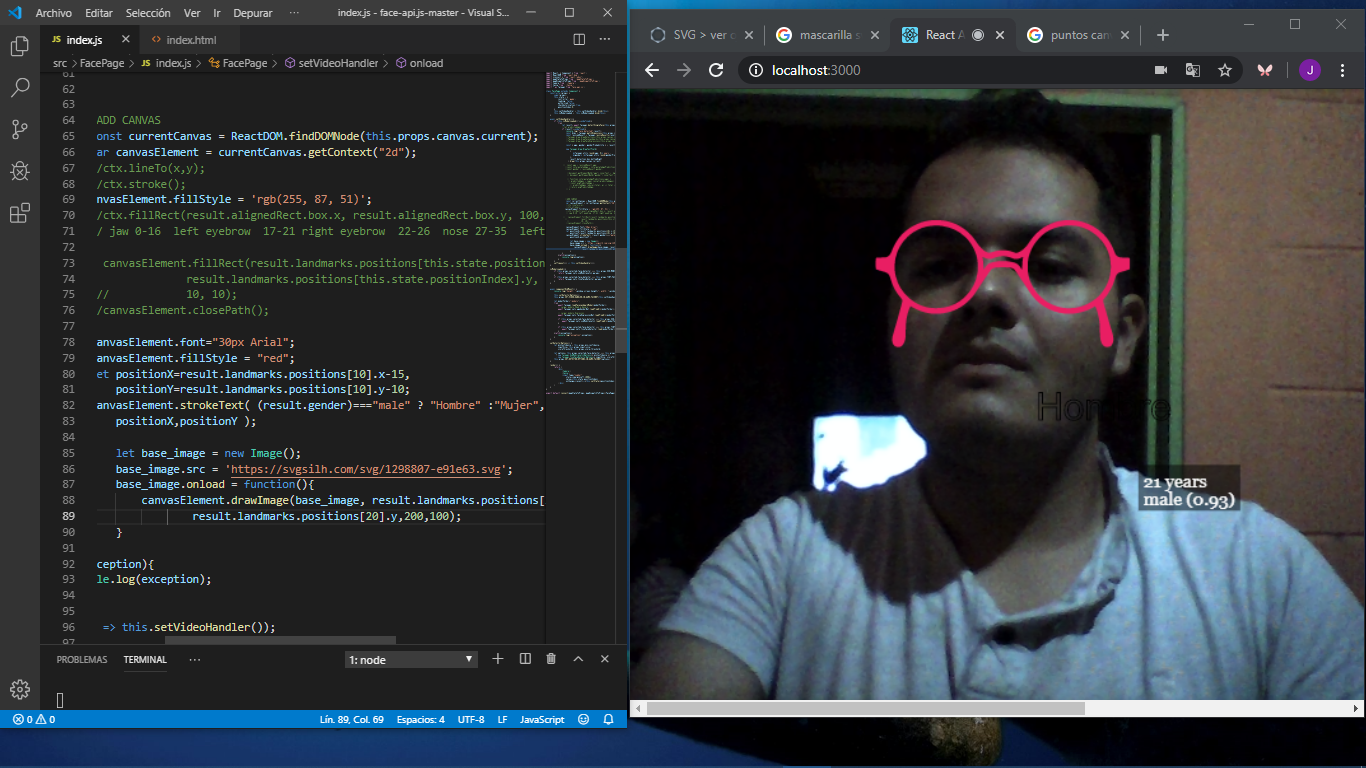 Archivo Editar Selección Ver Ir Depurar ··· index.js - face-api.js-master - Visual S...
JS index.js <> index.html ···
src > FacePage > JS index.js > FacePage > setVideoHandler > onload
61
62
63
64 ADD CANVAS
65 onst currentCanvas = ReactDOM.findDOMNode(this.props.canvas.current);
66 ar canvasElement = currentCanvas.getContext("2d");
67 /ctx.lineTo(x,y);
68 /ctx.stroke();
69 nvasElement.fillStyle = 'rgb(255, 87, 51)';
70 /ctx.fillRect(result.alignedRect.box.x, result.alignedRect.box.y, 100,
71 / jaw 0-16 left eyebrow 17-21 right eyebrow 22-26 nose 27-35 left
72
73 canvasElement.fillRect(result.landmarks.positions[this.state.position
74 result.landmarks.positions[this.state.positionIndex].y,
75 // 10, 10);
76 /canvasElement.closePath();
77
78 anvasElement.font="30px Arial";
79 anvasElement.fillStyle = "red";
80 et positionX=result.landmarks.positions[10].x-15,
81 positionY=result.landmarks.positions[10].y-10;
82 anvasElement.strokeText( (result.gender)==="male" ? "Hombre" :"Mujer",
83 positionX,positionY );
84
85 let base_image = new Image();
86 base_image.src = 'https://svgsilh.com/svg/1298807-e91e63.svg';
87 base_image.onload = function(){
88 canvasElement.drawImage(base_image, result.landmarks.positions[
89 result.landmarks.positions[20].y,200,100);
90 }
91
92 ception){
93 le.log(exception);
94
95
96 => this.setVideoHandler());
97
PROBLEMAS TERMINAL ··· 1: node
0 0 Lín. 89, Col. 69 Espacios: 4 UTF-8 LF JavaScript
SVG > ver c mascarilla s React A puntos can
localhost:3000 J
Hombre
21 years
male (0.93)